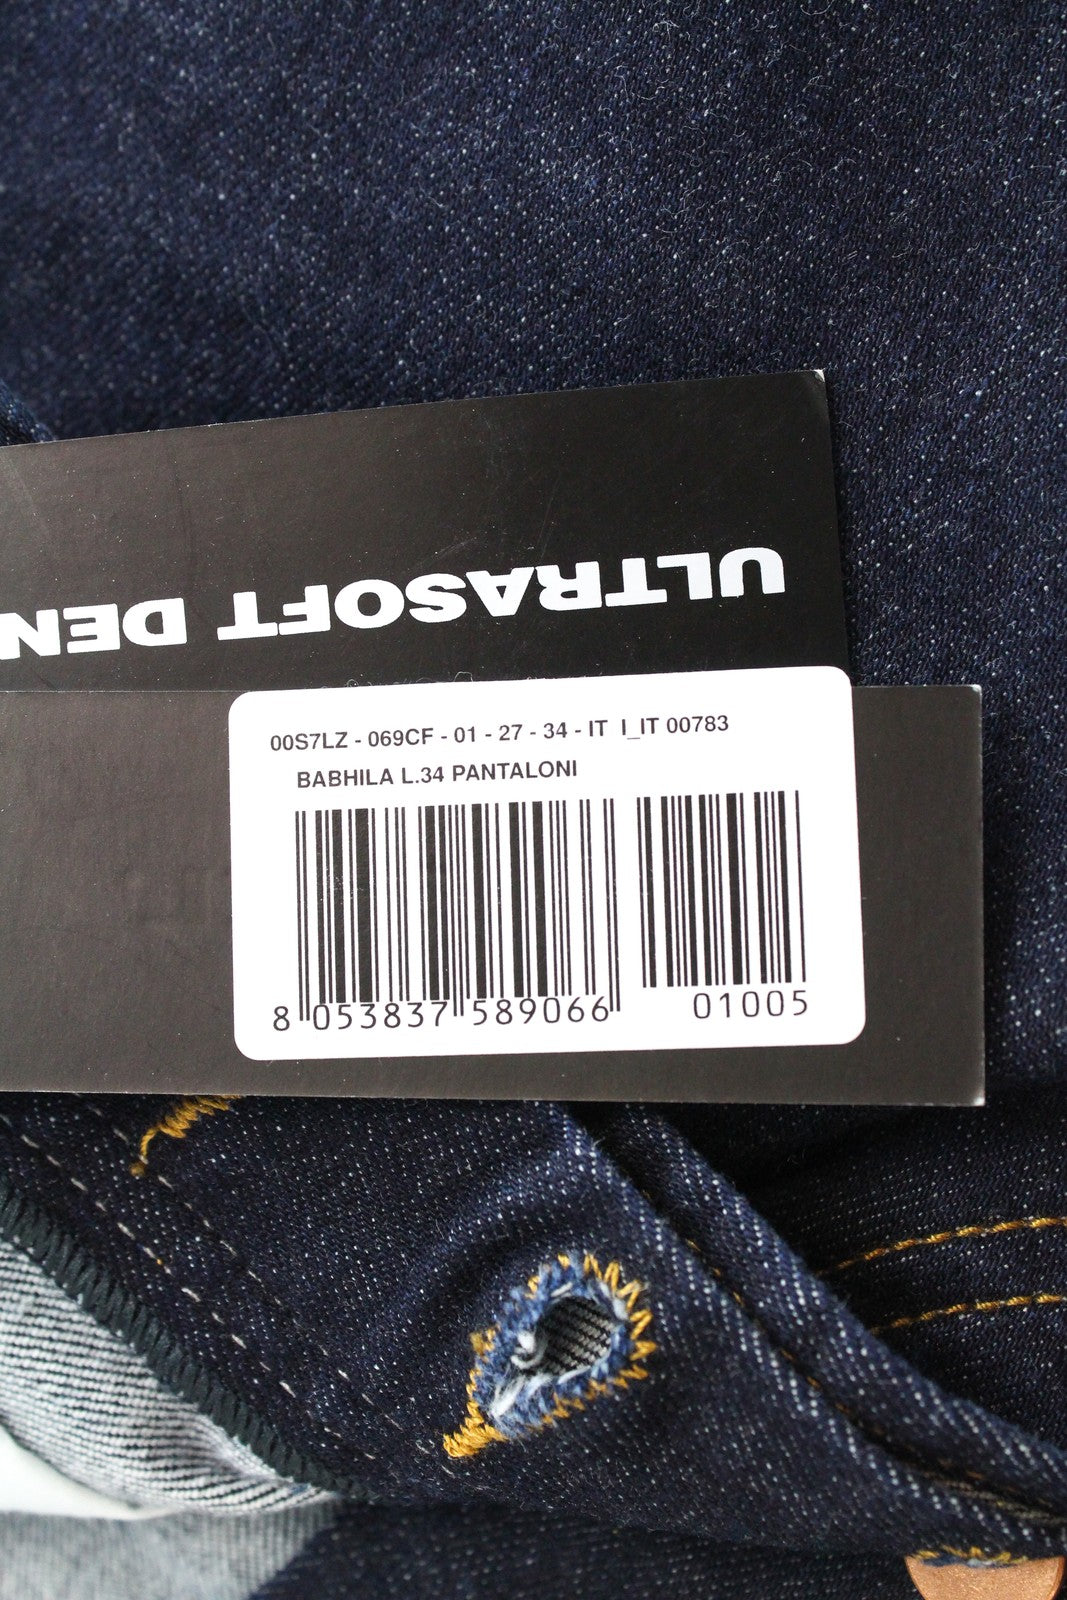 ULTRASOFT DEN
00S7LZ - 069CF - 01 - 27 - 34 - IT I_IT 00783
BABHILA L.34 PANTALONI
8 053837 589066 01005